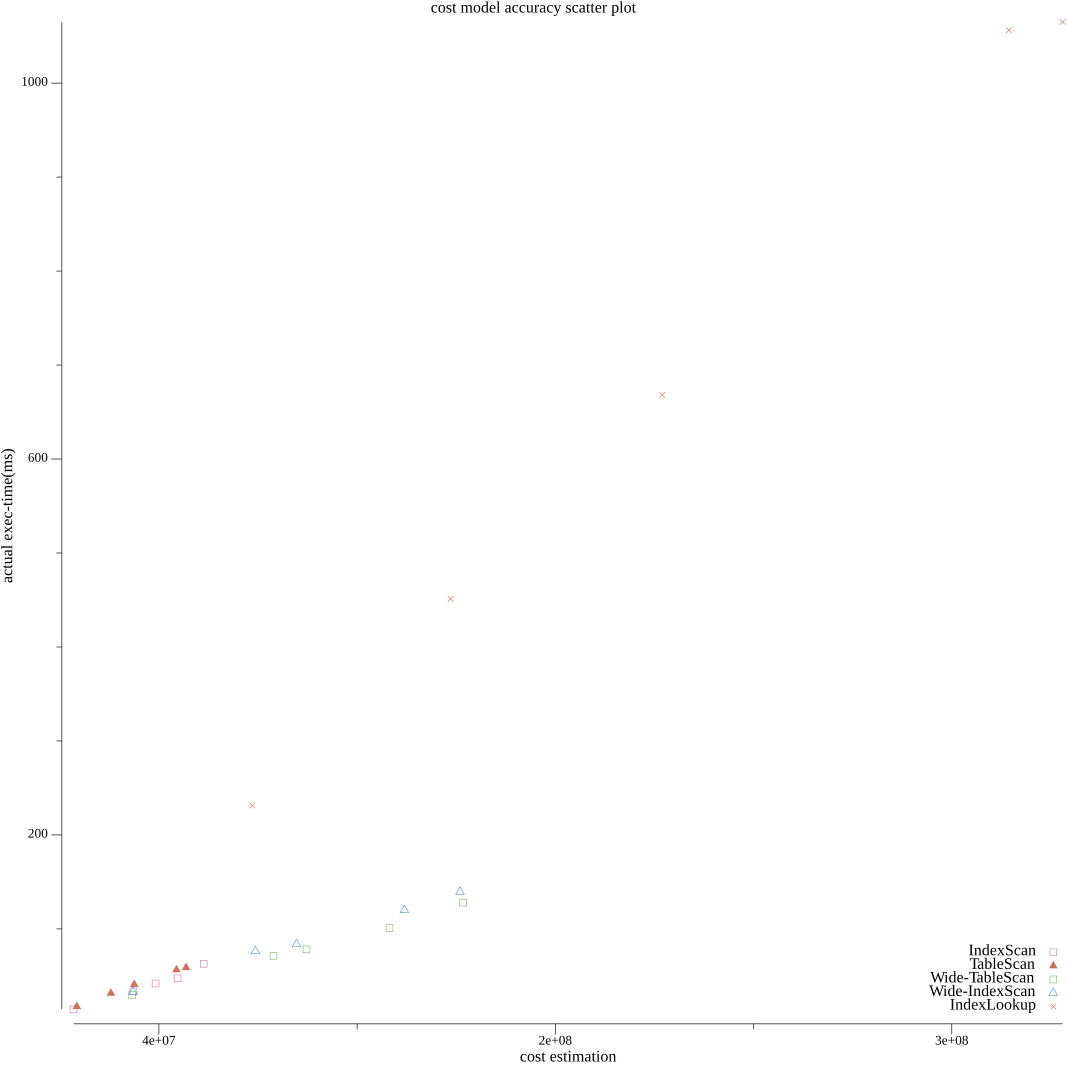 cost model accuracy scatter plot
1000
600
200
actual exec-time(ms)
IndexScan
TableScan
Wide-TableScan
Wide-IndexScan
IndexLookup
4e+07
2e+08
3e+08
cost estimation